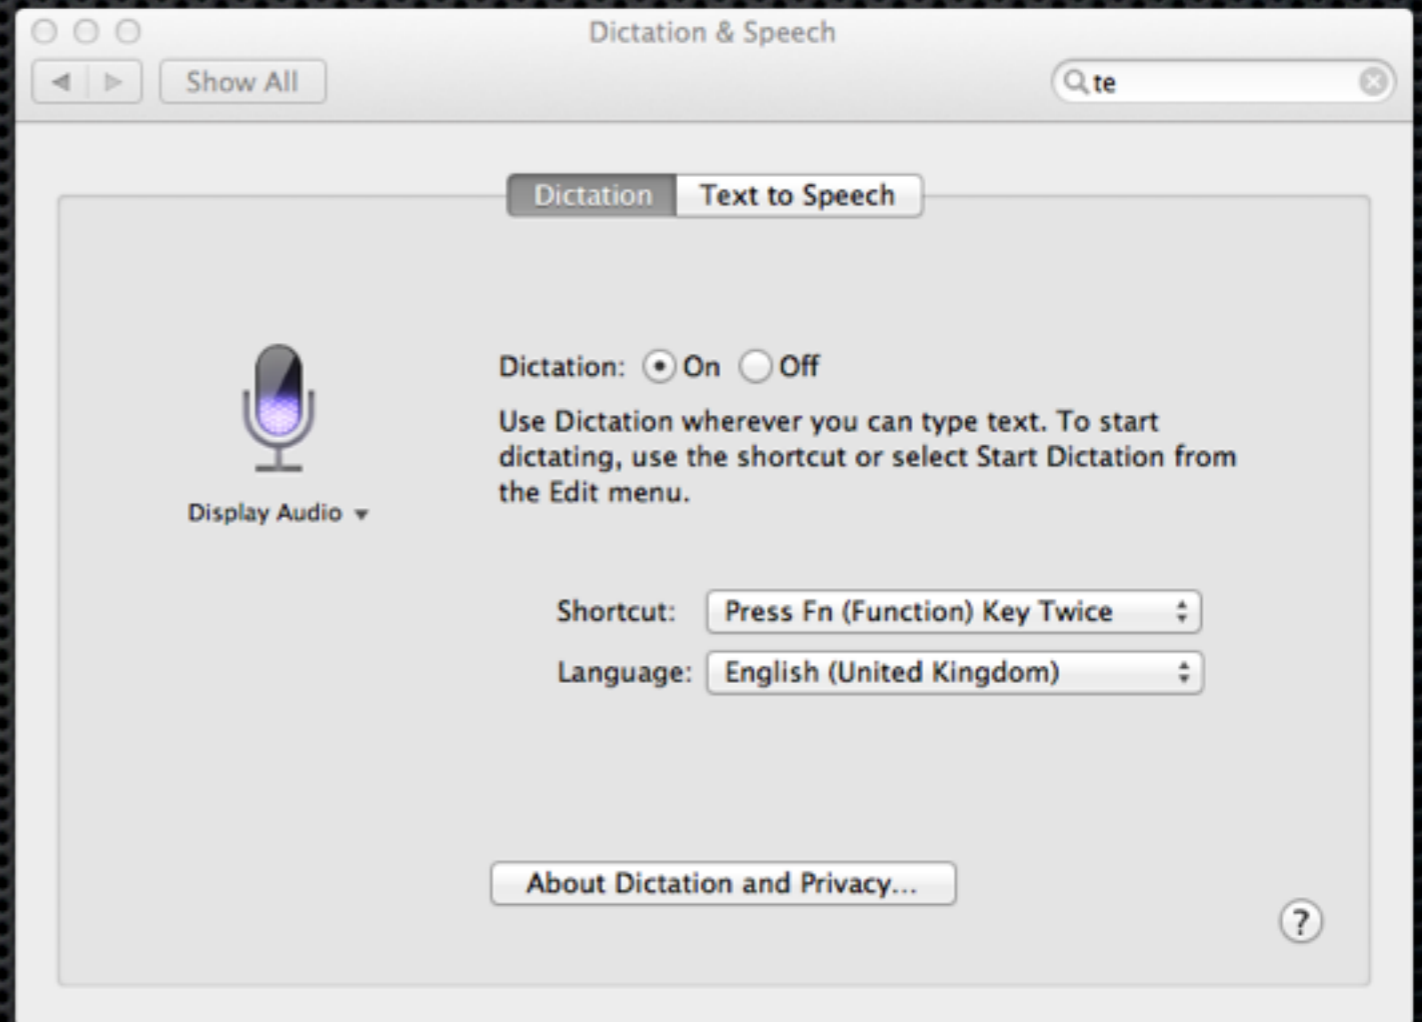 Dictation & Speech
Show All
te
Dictation
Text to Speech
Dictation: On Off
Use Dictation wherever you can type text. To start
dictating, use the shortcut or select Start Dictation from
the Edit menu.
Display Audio
Shortcut: Press Fn (Function) Key Twice
Language: English (United Kingdom)
About Dictation and Privacy...
?